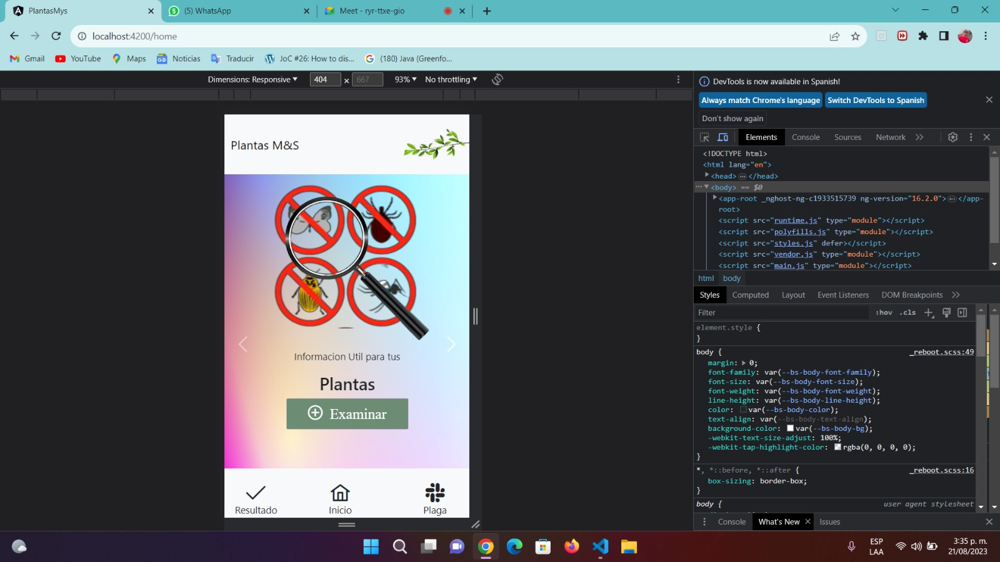 PlantasMys
(5) WhatsApp
Meet - ryr-ttxe-gio
localhost:4200/home
Gmail
YouTube
Maps
Noticias
Traducir
JoC #26: How to dis...
(180) Java (Greenfo...
Dimensions: Responsive
404
x
667
93%
No throttling
Plantas M&S
Informacion Util para tus
Plantas
Examinar
Resultado
Inicio
Plaga
DevTools is now available in Spanish!
Always match Chrome's language
Switch DevTools to Spanish
Don't show again
Elements
Console
Sources
Network
<!DOCTYPE html>
<html lang="en">
<head> ... </head>
... <body> == $0
<app-root _nghost-ng-c1933515739 ng-version="16.2.0"> ... </app-
root>
<script src="runtime.js" type="module"></script>
<script src="polyfills.js" type="module"></script>
<script src="styles.js" defer></script>
<script src="vendor.js" type="module"></script>
<script src="main.js" type="module"></script>
html body
Styles
Computed
Layout
Event Listeners
DOM Breakpoints
Filter
:hov .cls
element.style {
}
body { _reboot.scss:49
margin: 0;
font-family: var(--bs-body-font-family);
font-size: var(--bs-body-font-size);
font-weight: var(--bs-body-font-weight);
line-height: var(--bs-body-line-height);
color: var(--bs-body-color);
text-align: var(--bs-body-text-align);
background-color: var(--bs-body-bg);
-webkit-text-size-adjust: 100%;
-webkit-tap-highlight-color: rgba(0, 0, 0, 0);
}
*, *::before, *::after { _reboot.scss:16
box-sizing: border-box;
}
body { user agent stylesheet
Console
What's New
Issues
ESP
LAA
3:35 p. m.
21/08/2023